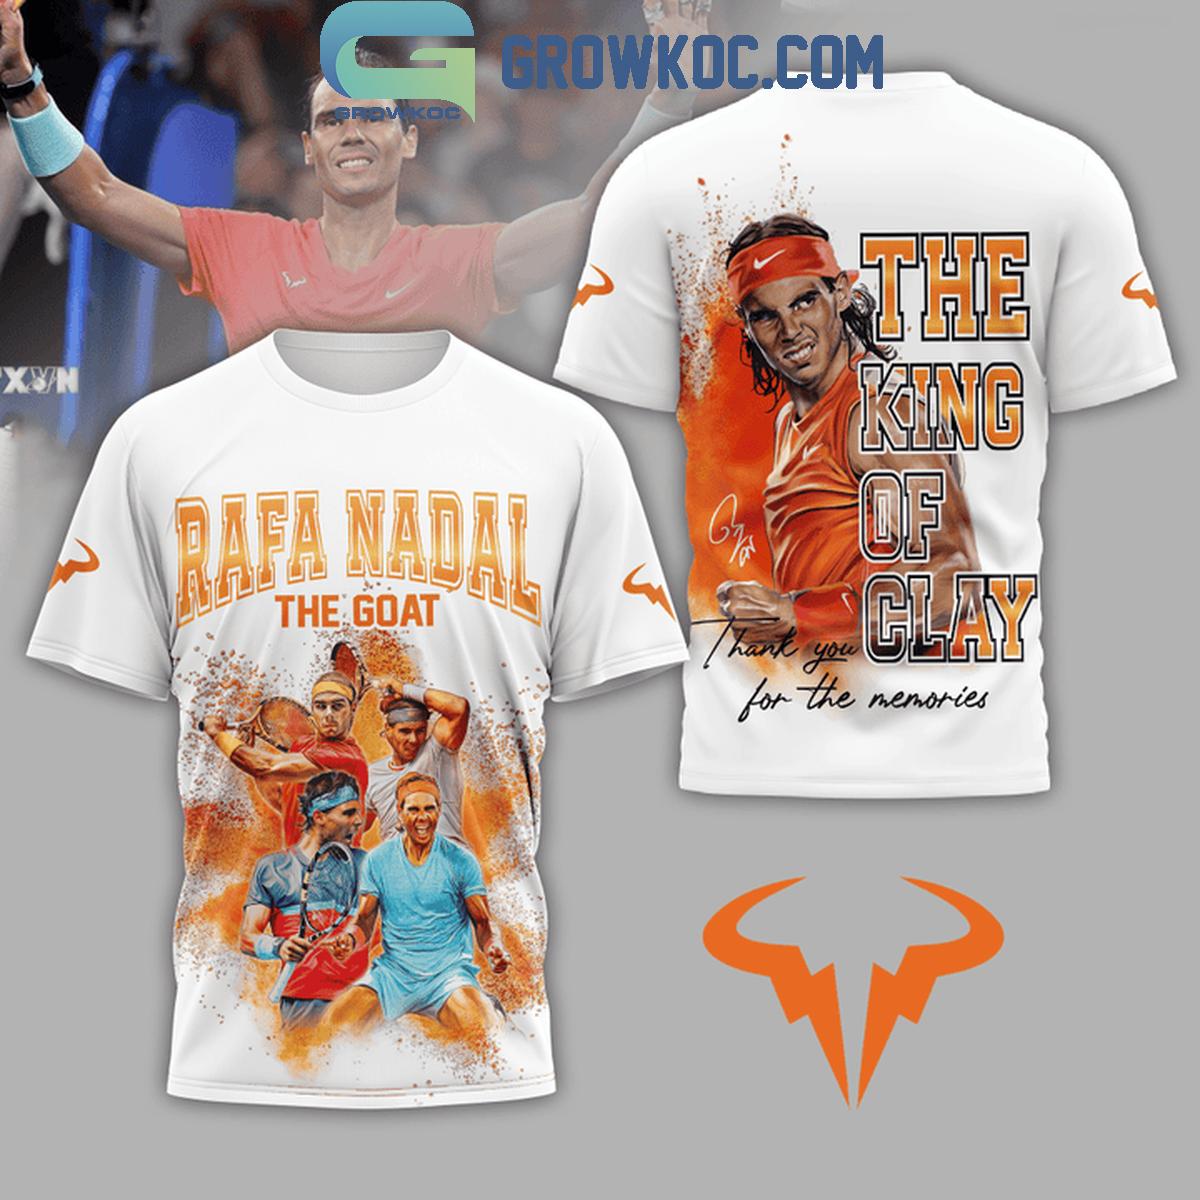 GROWKOC
GROWKOC.COM
RAFA NADAL
THE GOAT
THE
KING
OF
CLAY
Thank you
for the memories